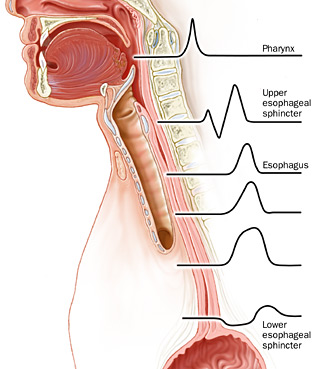 Pharynx
Upper
esophageal
sphincter
Esophagus
Lower
esophageal
sphincter